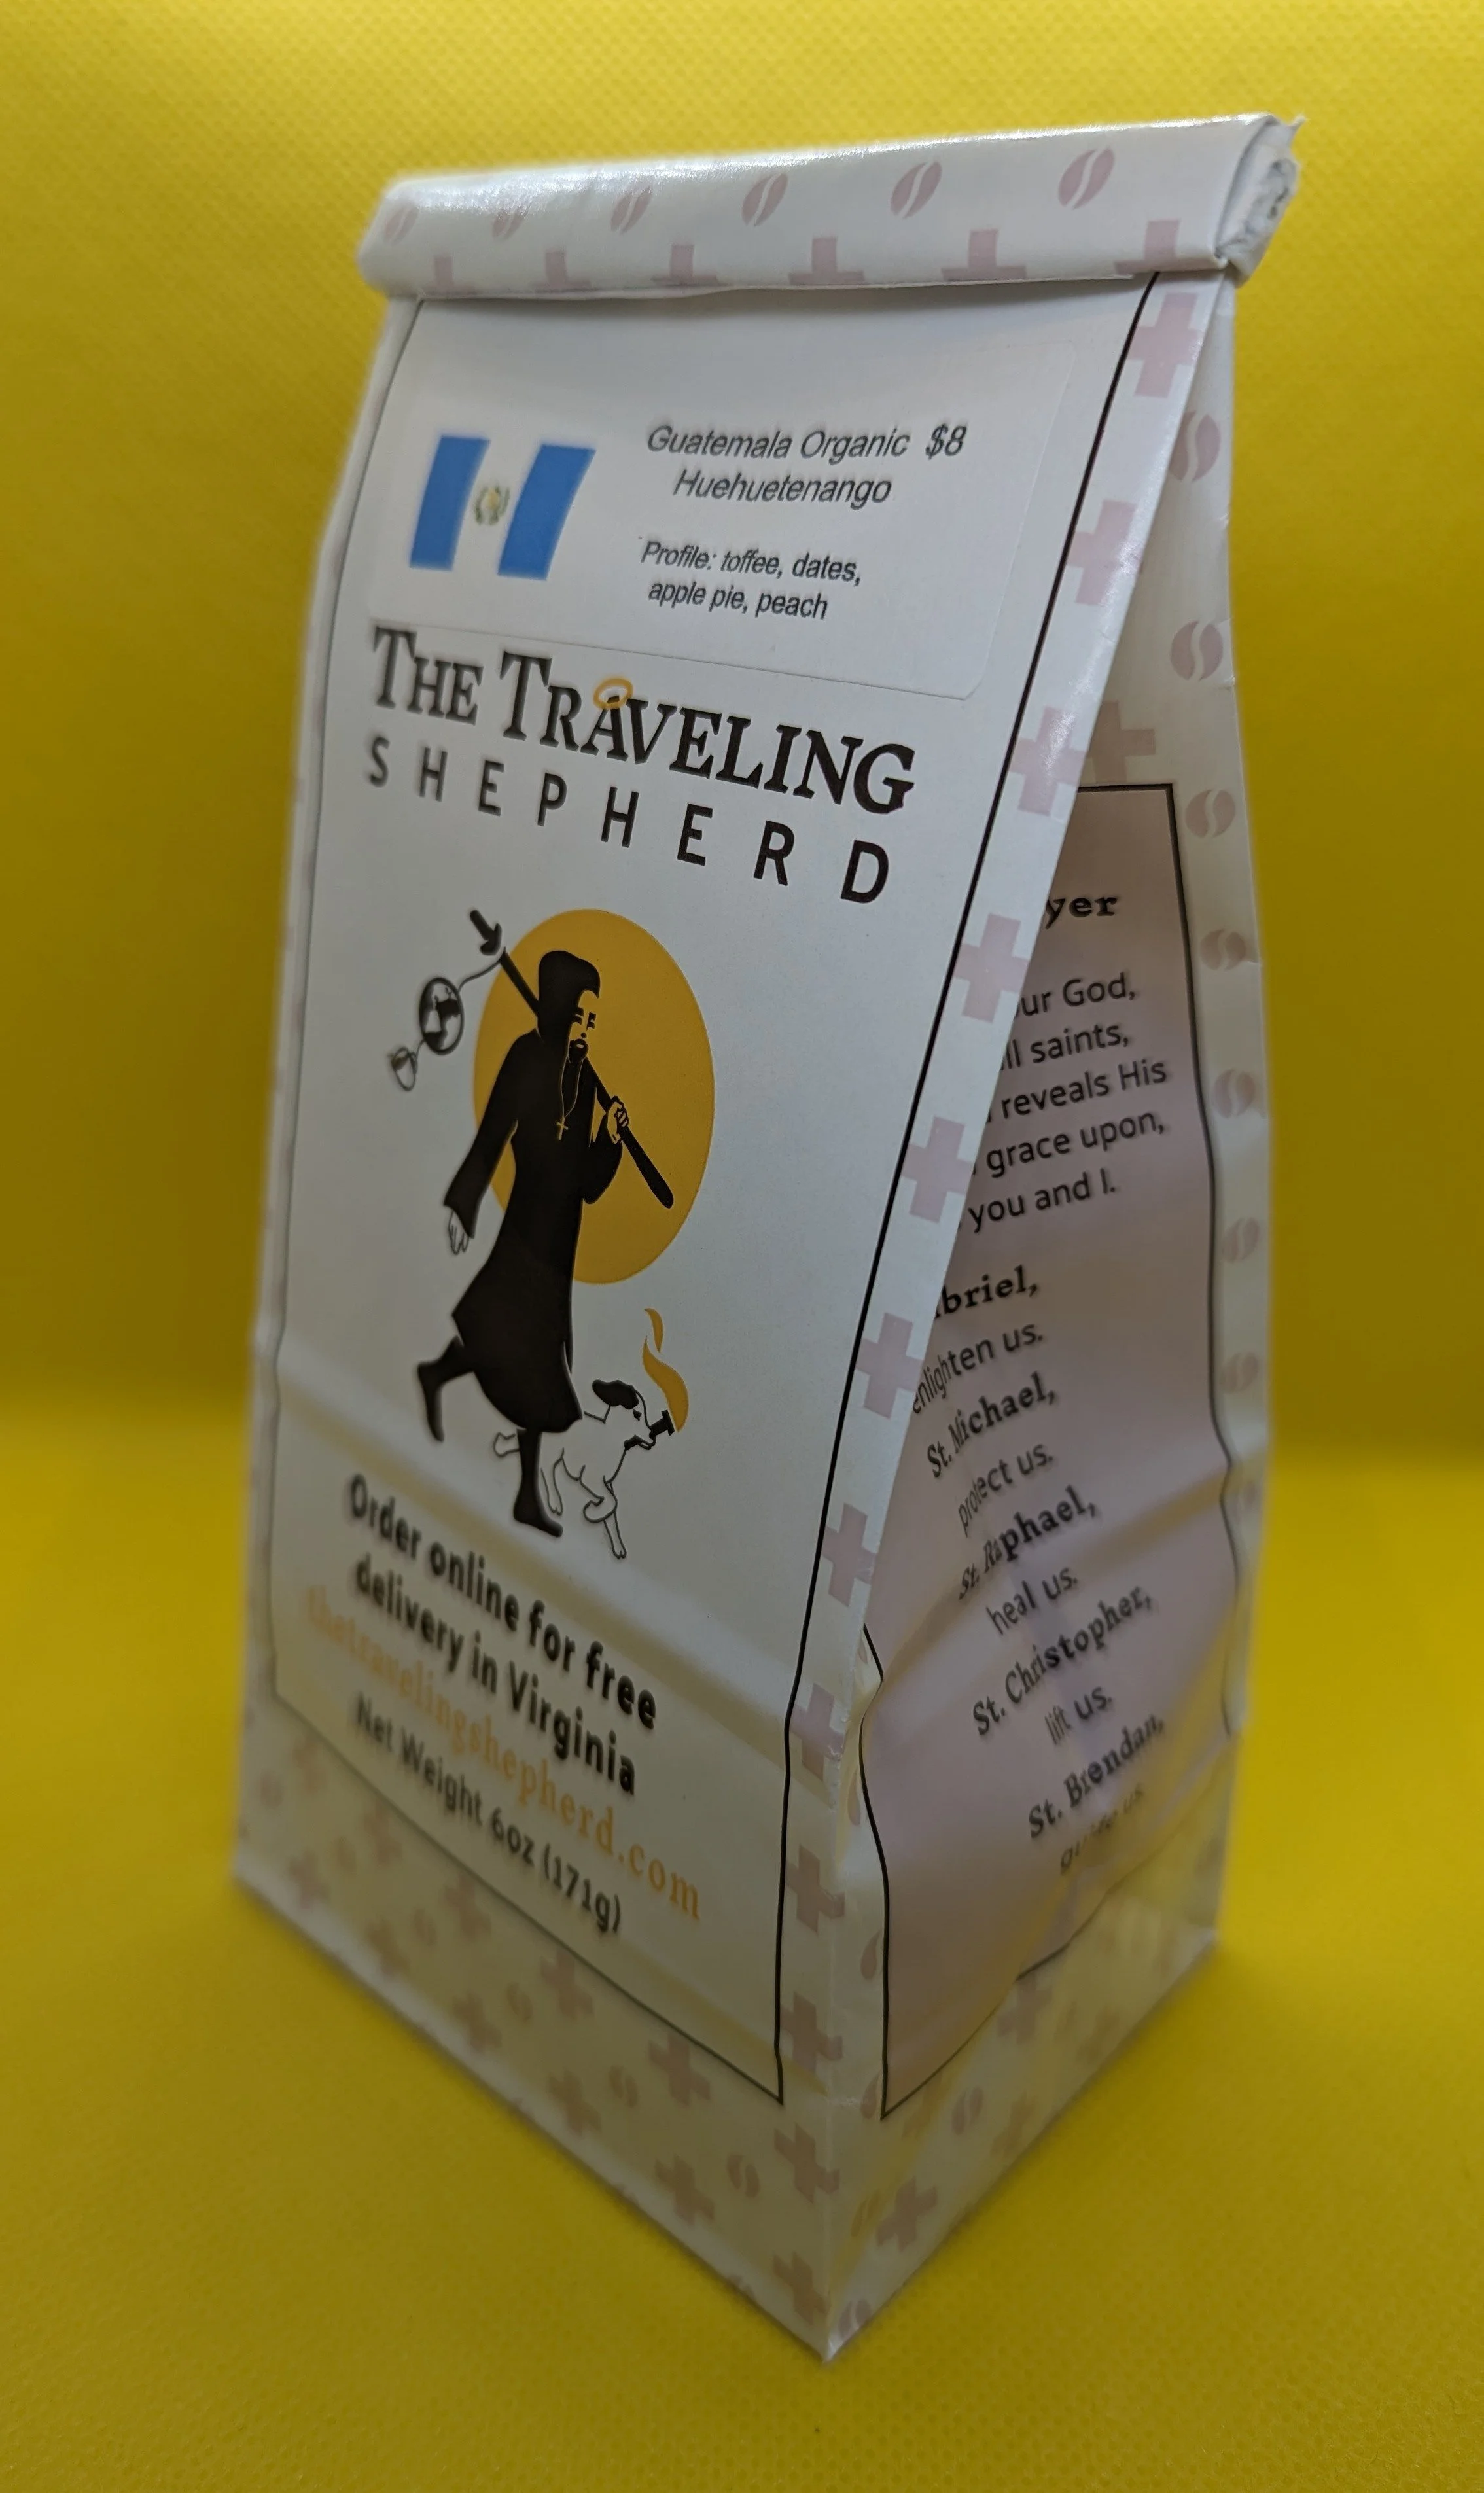 Guatemala Organic $8
Huehuetenango
Profile: toffee, dates,
apple pie, peach
THE TRAVELING
SHEPHERD
Order online for free
delivery in Virginia
thetravelingshepherd.com
Net Weight 6oz (171g)
yer
ur God,
ll saints,
reveals His
grace upon,
you and I.
briel,
enlighten us.
St. Michael,
protect us.
St. Raphael,
heal us.
St. Christopher,
lift us.
St. Brendan,
guide us